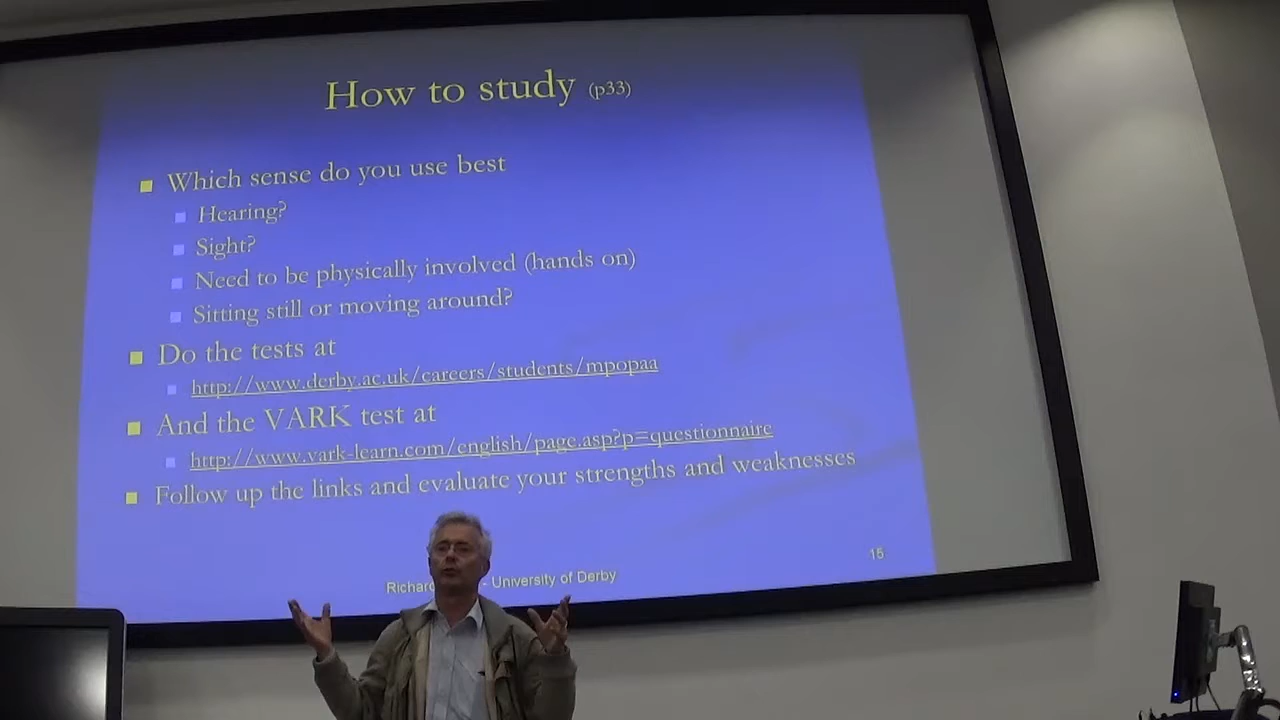 How to study (p33)
Which sense do you use best
Hearing?
Sight?
Need to be physically involved (hands on)
Sitting still or moving around?
Do the tests at
http://www.derby.ac.uk/careers/students/mpopaa
And the VARK test at
http://www.vark-learn.com/english/page.asp?p=questionnaire
Follow up the links and evaluate your strengths and weaknesses
15
- University of Derby